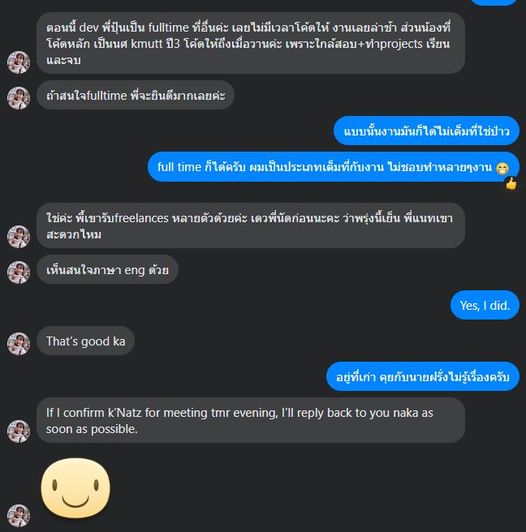 ตอนนี้ dev พี่ปุ้นเป็น fulltime ที่อื่นค่ะ เลยไม่มีเวลาโค้ดให้ งานเลยล่าช้า ส่วนน้องที่
โค้ดหลัก เป็นนศ kmutt ปี3 โค้ดให้ถึงเมื่อวานค่ะ เพราะใกล้สอบ+ทำprojects เรียน
และจบ
ถ้าสนใจfulltime พี่จะยินดีมากเลยค่ะ
แบบนั้นงานมันก็ได้ไม่เต็มที่ใช่ป่าว
full time ก็ได้ครับ ผมเป็นประเภทเต็มที่กับงาน ไม่ชอบทำหลายๆงาน 😁
👍
ใช่ค่ะ พี้เขารับfreelances หลายตัวด้วยค่ะ เดวพี่นัดก่อนนะคะ ว่าพรุ่งนี้เย็น พี่แนทเขา
สะดวกไหม
เห็นสนใจภาษา eng ด้วย
Yes, I did.
That's good ka
อยู่ที่เก่า คุยกับนายฝรั่งไม่รู้เรื่องครับ
If I confirm k'Natz for meeting tmr evening, I'll reply back to you naka as
soon as possible.